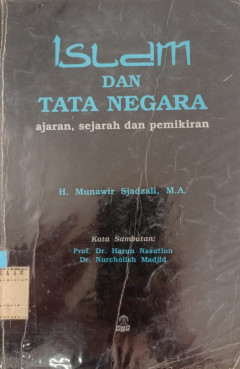 Islam
DAN
TATA NEGARA
ajaran, sejarah dan pemikiran
H. Munawir Sjadzali, M.A.
Kata Sambutan:
Prof. Dr. Harun Nasution
Dr. Nurcholish Madjid